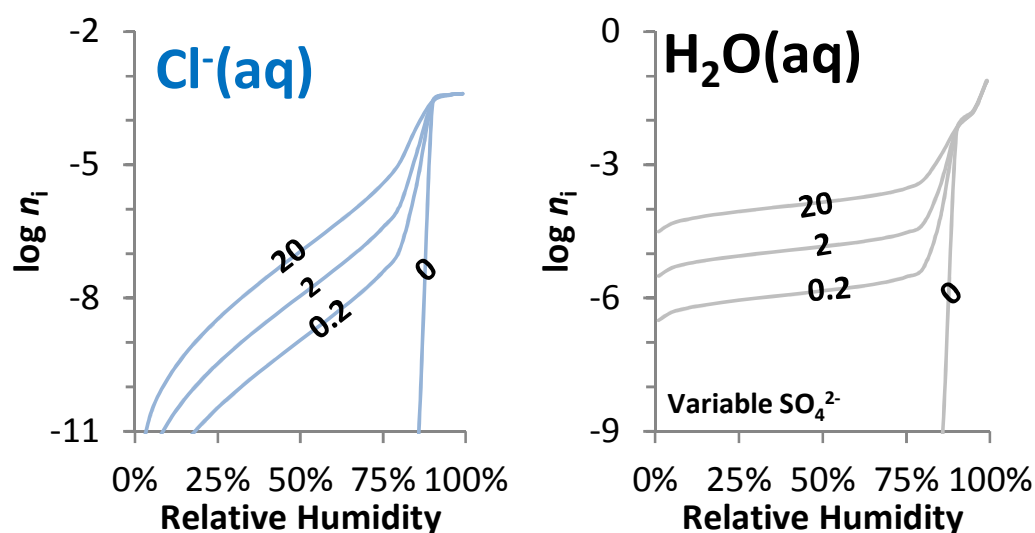 Cl⁻(aq)
log nᵢ
-2
-5
-8
-11
20
2
0.2
0
0% 25% 50% 75% 100%
Relative Humidity
H₂O(aq)
log nᵢ
0
-3
-6
-9
20
2
0.2
0
Variable SO₄²⁻
0% 25% 50% 75% 100%
Relative Humidity